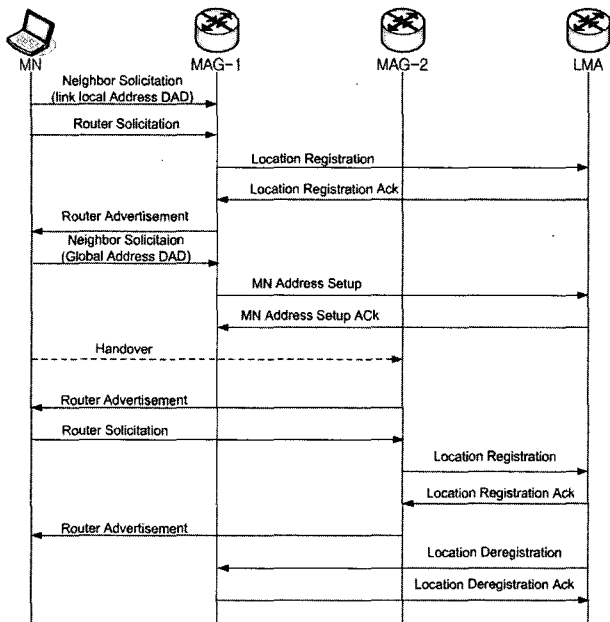 MN
MAG-1
MAG-2
LMA
Neighbor Solicitation
(link local Address DAD)
Router Solicitation
Location Registration
Location Registration Ack
Router Advertisement
Neighbor Solicitaion
(Global Address DAD)
MN Address Setup
MN Address Setup ACk
Handover
Router Advertisement
Router Solicitation
Location Registration
Location Registration Ack
Router Advertisement
Location Deregistration
Location Deregistration Ack